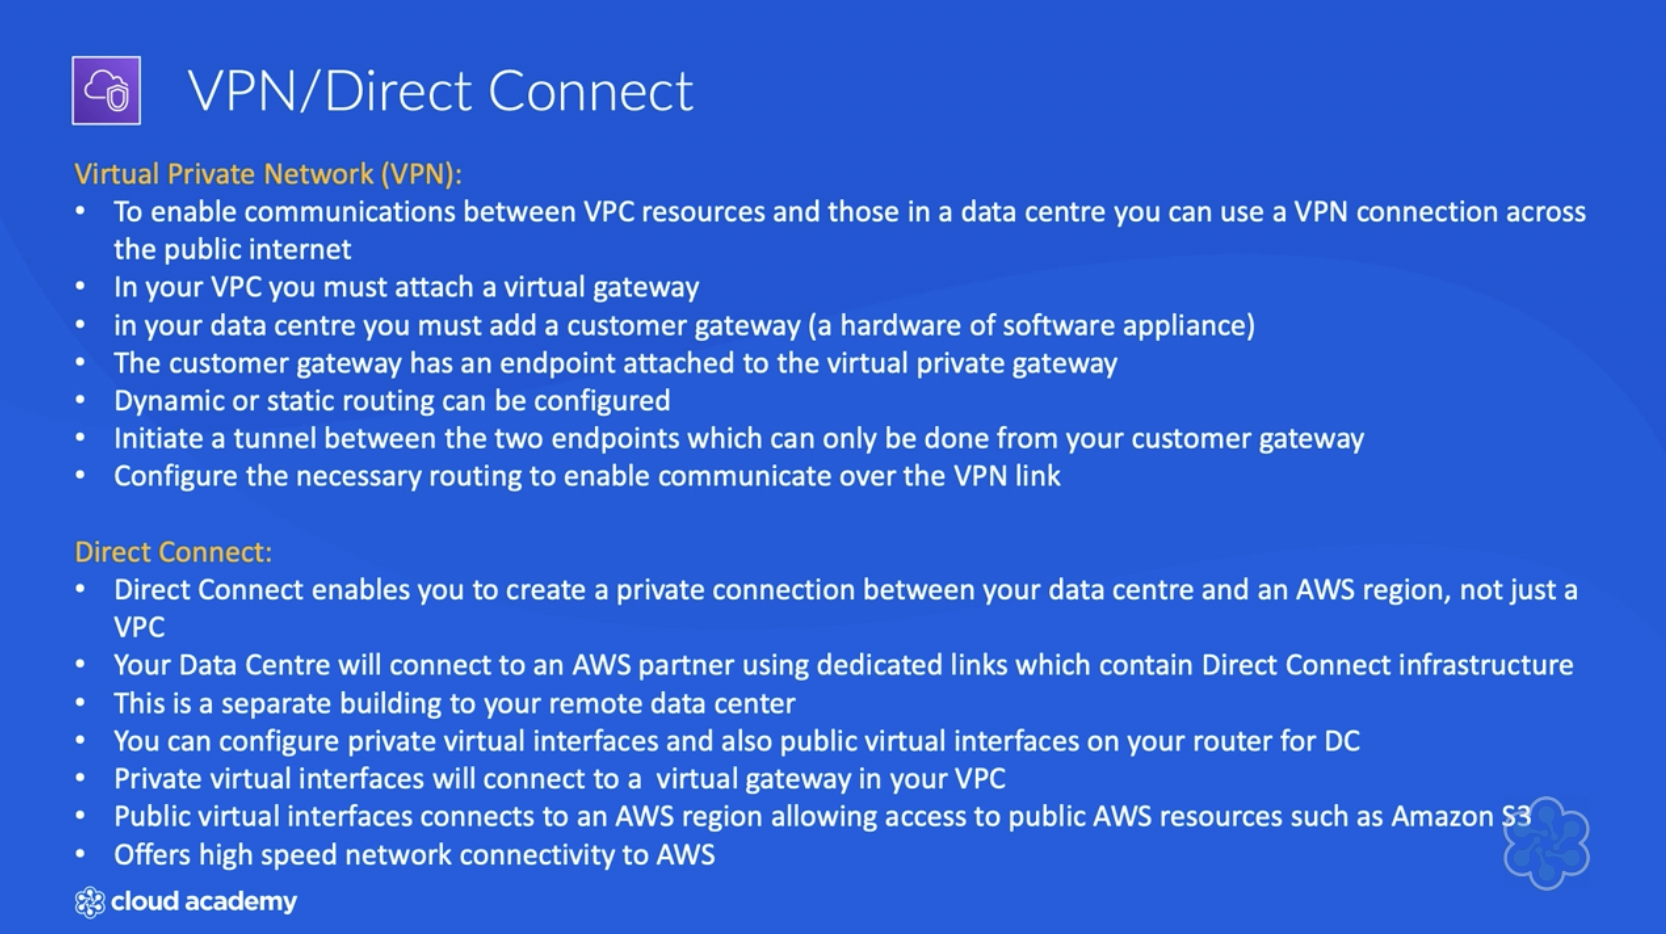 VPN/Direct Connect
Virtual Private Network (VPN):
• To enable communications between VPC resources and those in a data centre you can use a VPN connection across
the public internet
• In your VPC you must attach a virtual gateway
• in your data centre you must add a customer gateway (a hardware of software appliance)
• The customer gateway has an endpoint attached to the virtual private gateway
• Dynamic or static routing can be configured
• Initiate a tunnel between the two endpoints which can only be done from your customer gateway
• Configure the necessary routing to enable communicate over the VPN link
Direct Connect:
• Direct Connect enables you to create a private connection between your data centre and an AWS region, not just a
VPC
• Your Data Centre will connect to an AWS partner using dedicated links which contain Direct Connect infrastructure
• This is a separate building to your remote data center
• You can configure private virtual interfaces and also public virtual interfaces on your router for DC
• Private virtual interfaces will connect to a  virtual gateway in your VPC
• Public virtual interfaces connects to an AWS region allowing access to public AWS resources such as Amazon S3
• Offers high speed network connectivity to AWS
cloud academy